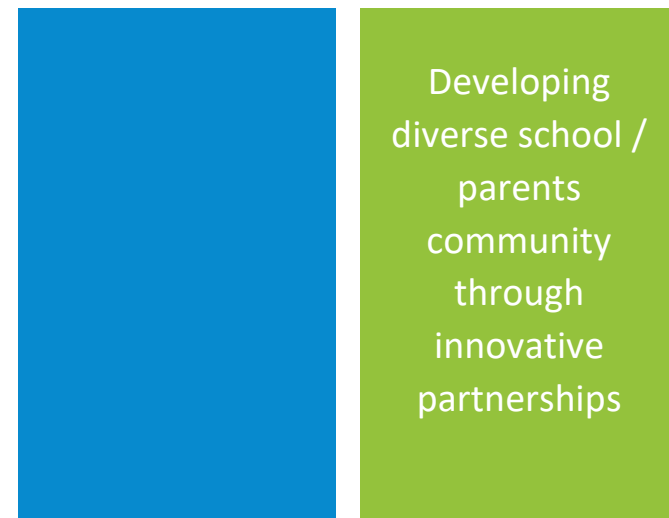 Developing
diverse school /
parents
community
through
innovative
partnerships